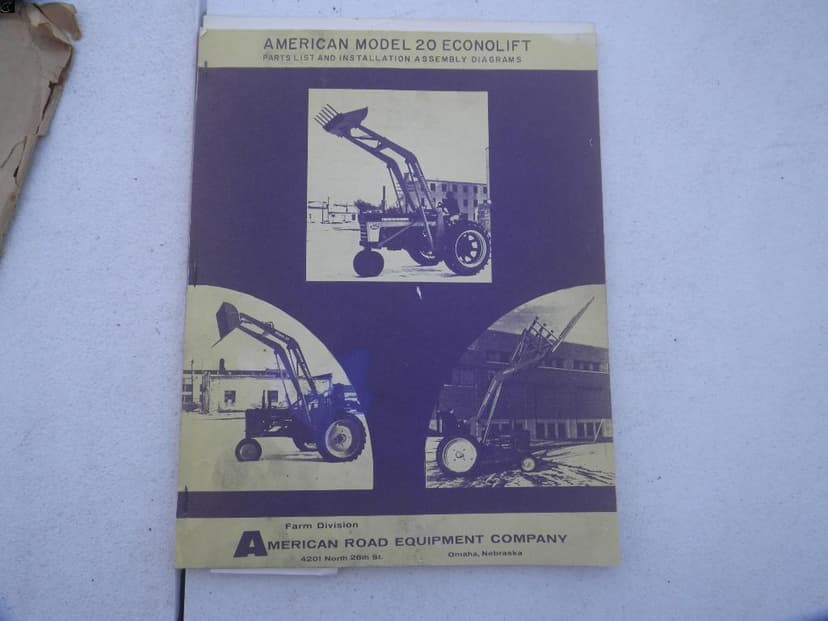 AMERICAN MODEL 20 ECONOLIFT
PARTS LIST AND INSTALLATION ASSEMBLY DIAGRAMS
Farm Division
AMERICAN ROAD EQUIPMENT COMPANY
4201 North 26th St. Omaha, Nebraska